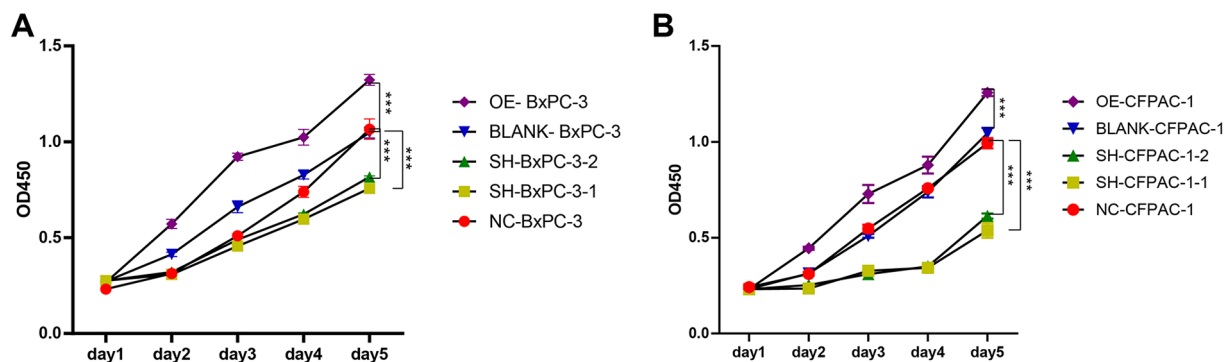 A
OD450
1.5
1.0
0.5
0.0
day1 day2 day3 day4 day5
***
***
***
OE- BxPC-3
BLANK- BxPC-3
SH-BxPC-3-2
SH-BxPC-3-1
NC-BxPC-3
B
OD450
1.5
1.0
0.5
0.0
day1 day2 day3 day4 day5
***
***
***
OE-CFPAC-1
BLANK-CFPAC-1
SH-CFPAC-1-2
SH-CFPAC-1-1
NC-CFPAC-1